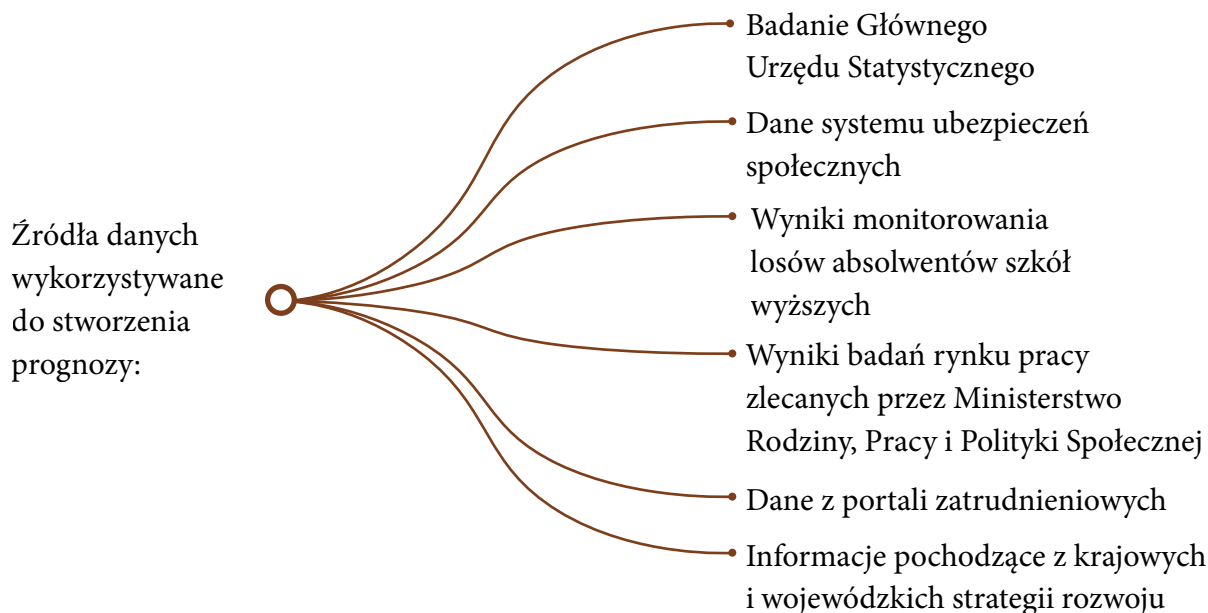 Źródła danych
wykorzystywane
do stworzenia
prognozy:
Badanie Głównego
Urzędu Statystycznego
Dane systemu ubezpieczeń
społecznych
Wyniki monitorowania
losów absolwentów szkół
wyższych
Wyniki badań rynku pracy
zlecanych przez Ministerstwo
Rodziny, Pracy i Polityki Społecznej
Dane z portali zatrudnieniowych
Informacje pochodzące z krajowych
i wojewódzkich strategii rozwoju